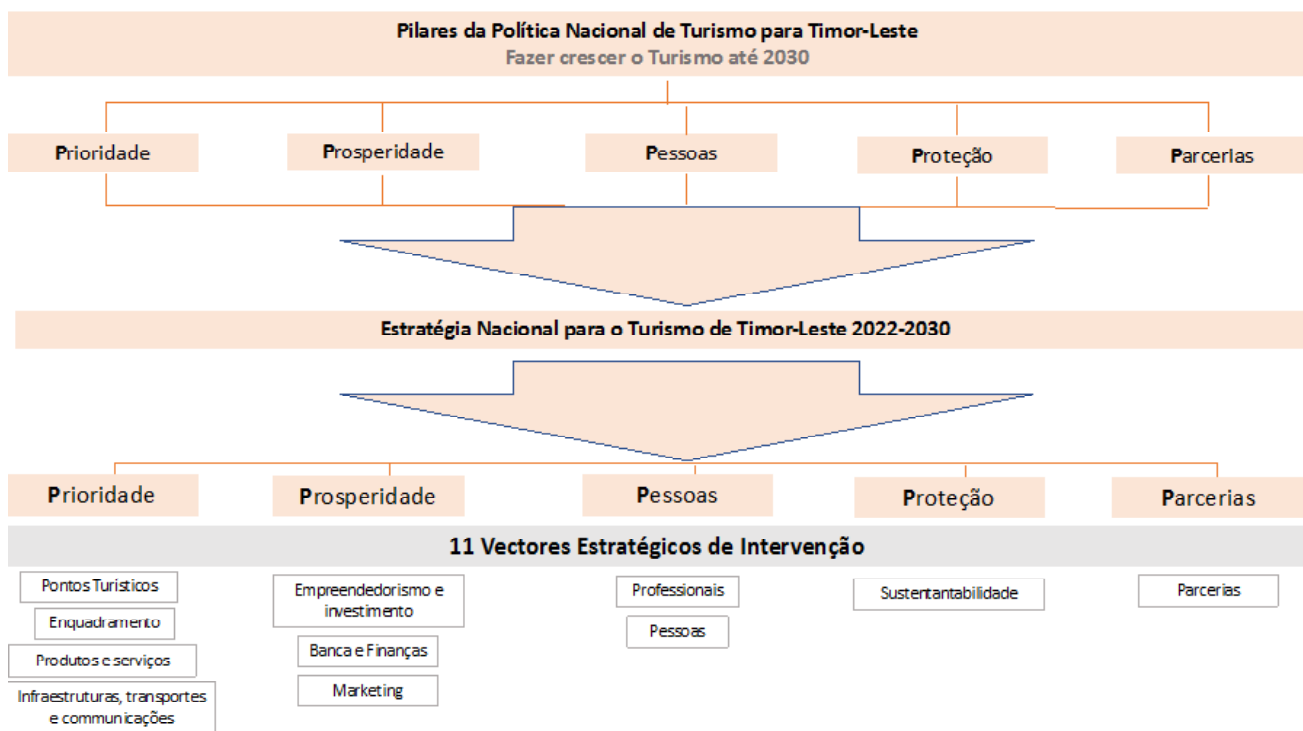 Pilares da Política Nacional de Turismo para Timor-Leste
Fazer crescer o Turismo até 2030
Prioridade
Prosperidade
Pessoas
Proteção
Parcerias
Estratégia Nacional para o Turismo de Timor-Leste 2022-2030
Prioridade
Prosperidade
Pessoas
Proteção
Parcerias
11 Vectores Estratégicos de Intervenção
Pontos Turísticos
Enquadramento
Produtos e serviços
Infraestruturas, transportes
e communicações
Empreendedorismo e
investimento
Banca e Finanças
Marketing
Professionais
Pessoas
Sustentantabilidade
Parcerias